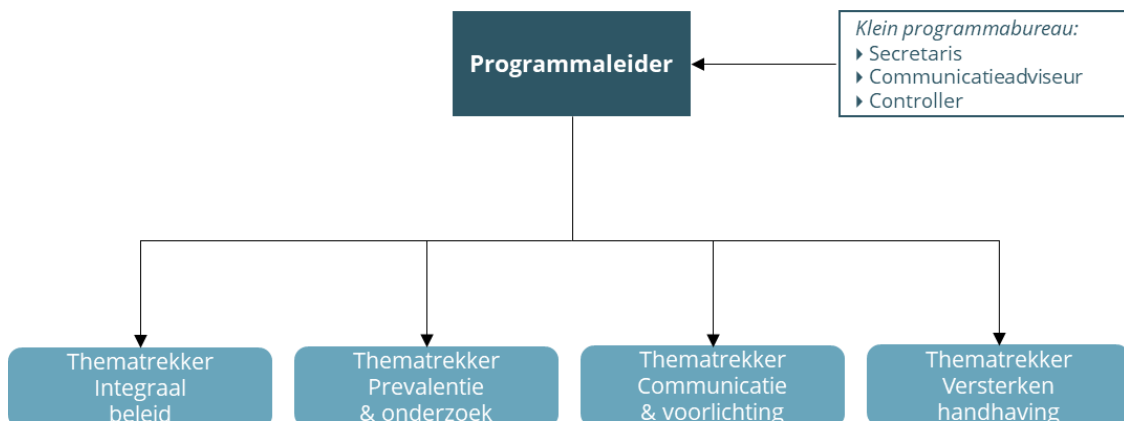 Programmaleider
Klein programmabureau:
Secretaris
Communicatieadviseur
Controller
Thematrekker
Integraal
beleid
Thematrekker
Prevalentie
& onderzoek
Thematrekker
Communicatie
& voorlichting
Thematrekker
Versterken
handhaving